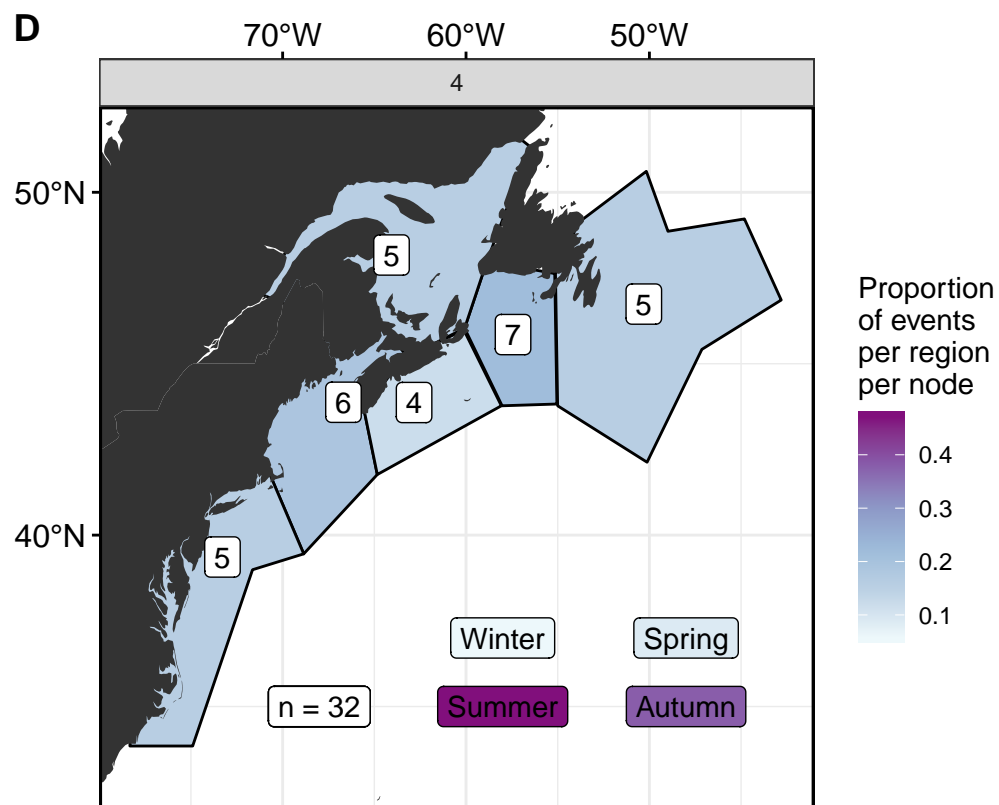 D
70°W 60°W 50°W
4
50°N
40°N
5
5
7
6
4
5
Winter Spring
n = 32 Summer Autumn
Proportion
of events
per region
per node
0.4
0.3
0.2
0.1